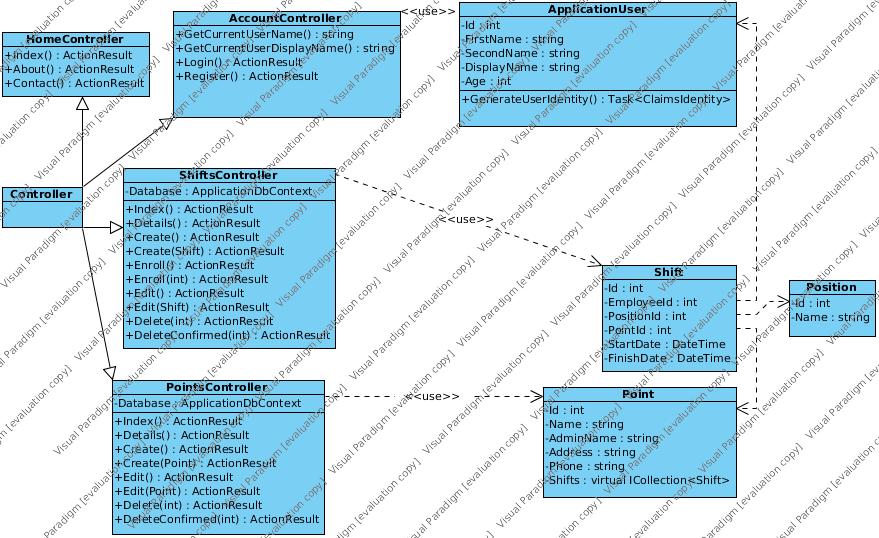 HomeController
+Index() : ActionResult
+About() : ActionResult
+Contact() : ActionResult
AccountController
+GetCurrentUserName() : string
+GetCurrentUserDisplayName() : string
+Login() : ActionResult
+Register() : ActionResult
<<use>>
ApplicationUser
-Id : int
-FirstName : string
-SecondName : string
-DisplayName : string
-Age : int
+GenerateUserIdentity() : Task<ClaimsIdentity>
Controller
ShiftsController
-Database : ApplicationDbContext
+Index() : ActionResult
+Details() : ActionResult
+Create() : ActionResult
+Create(Shift) : ActionResult
+Enroll() : ActionResult
+Enroll(int) : ActionResult
+Edit() : ActionResult
+Edit(Shift) : ActionResult
+Delete(int) : ActionResult
+DeleteConfirmed(int) : ActionResult
<<use>>
Shift
-Id : int
-EmployeeId : int
-PositionId : int
-PointId : int
-StartDate : DateTime
-FinishDate : DateTime
Position
-Id : int
-Name : string
PointsController
-Database : ApplicationDbContext
+Index() : ActionResult
+Details() : ActionResult
+Create() : ActionResult
+Create(Point) : ActionResult
+Edit() : ActionResult
+Edit(Point) : ActionResult
+Delete(int) : ActionResult
+DeleteConfirmed(int) : ActionResult
<<use>>
Point
-Id : int
-Name : string
-AdminName : string
-Address : string
-Phone : string
-Shifts : virtual ICollection<Shift>
Visual Paradigm [evaluation copy]